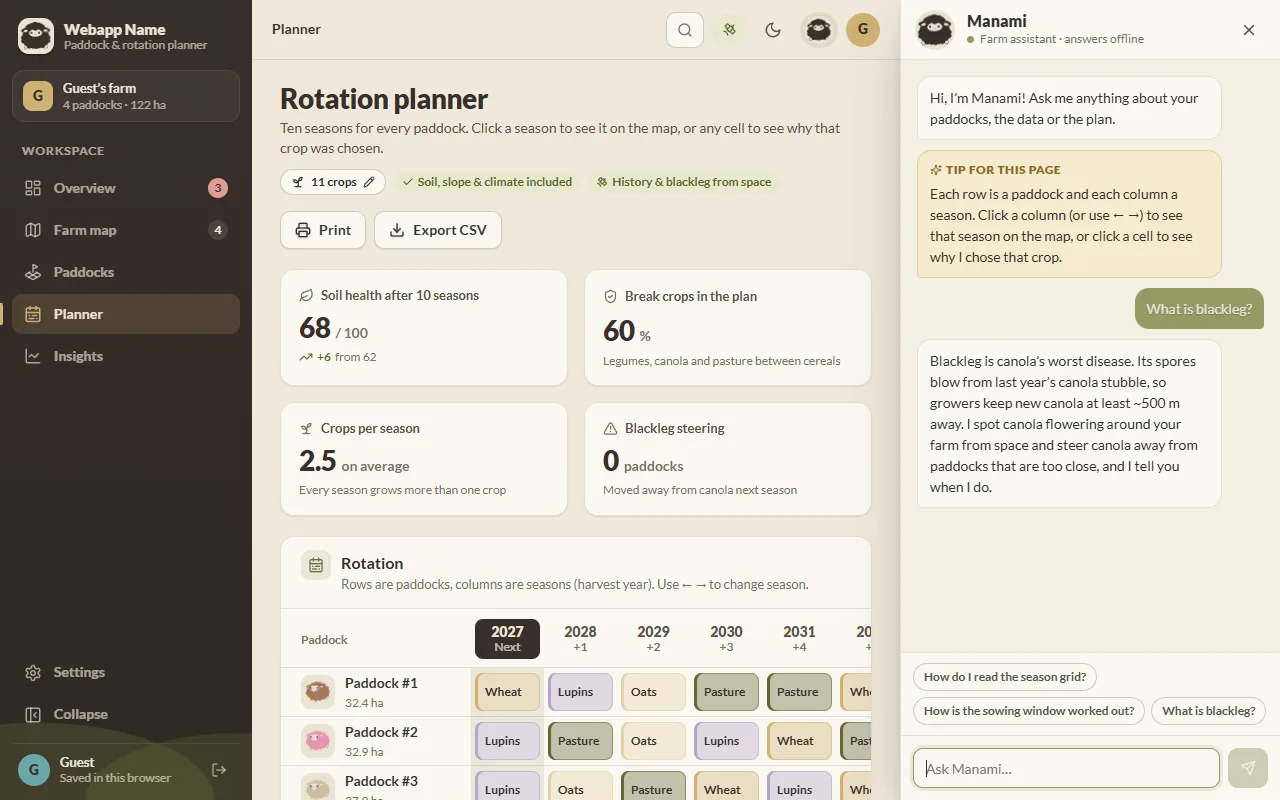 Webapp Name
Paddock & rotation planner
G
Guest's farm
4 paddocks · 122 ha
WORKSPACE
Overview 3
Farm map 4
Paddocks
Planner
Insights
Settings
Collapse
G
Guest
Saved in this browser
Planner
G
Rotation planner
Ten seasons for every paddock. Click a season to see it on the map, or any cell to see why that
crop was chosen.
11 crops
Soil, slope & climate included
History & blackleg from space
Print
Export CSV
Soil health after 10 seasons
68 / 100
+6 from 62
Break crops in the plan
60 %
Legumes, canola and pasture between cereals
Crops per season
2.5 on average
Every season grows more than one crop
Blackleg steering
0 paddocks
Moved away from canola next season
Rotation
Rows are paddocks, columns are seasons (harvest year). Use ← → to change season.
Paddock
2027 2028 2029 2030 2031
Next +1 +2 +3 +4
Paddock #1
32.4 ha
Wheat Lupins Oats Pasture Pasture
Paddock #2
32.9 ha
Lupins Pasture Oats Lupins Wheat
Paddock #3
Lupins Oats Pasture Wheat Lupins
Manami
Farm assistant · answers offline
Hi, I'm Manami! Ask me anything about your
paddocks, the data or the plan.
TIP FOR THIS PAGE
Each row is a paddock and each column a
season. Click a column (or use ← →) to see
that season on the map, or click a cell to see
why I chose that crop.
What is blackleg?
Blackleg is canola's worst disease. Its spores
blow from last year's canola stubble, so
growers keep new canola at least ~500 m
away. I spot canola flowering around your
farm from space and steer canola away from
paddocks that are too close, and I tell you
when I do.
How do I read the season grid?
How is the sowing window worked out?
What is blackleg?
Ask Manami...